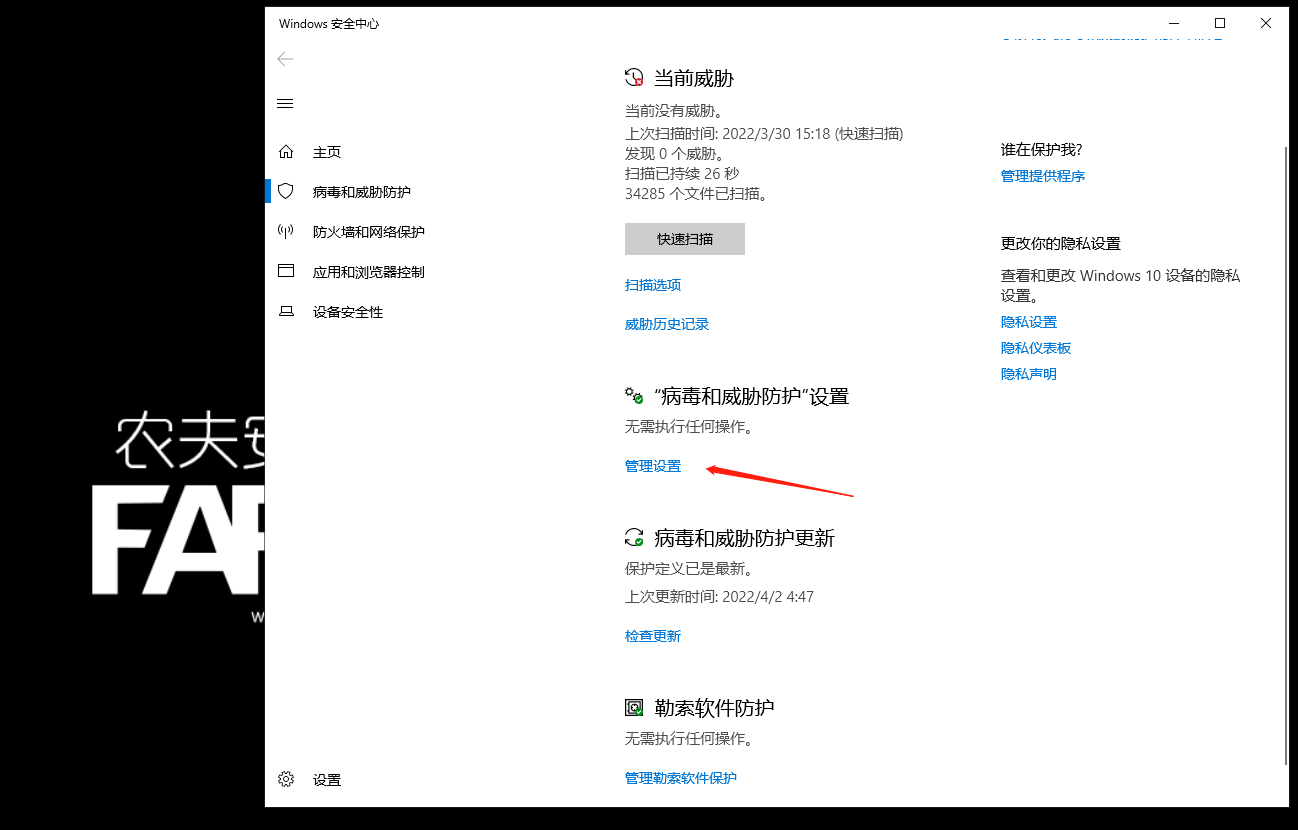 Windows 安全中心
主页
病毒和威胁防护
防火墙和网络保护
应用和浏览器控制
设备安全性
设置
当前威胁
当前没有威胁。
上次扫描时间: 2022/3/30 15:18 (快速扫描)
发现 0 个威胁。
扫描已持续 26 秒
34285 个文件已扫描。
快速扫描
扫描选项
威胁历史记录
“病毒和威胁防护”设置
无需执行任何操作。
管理设置
病毒和威胁防护更新
保护定义已是最新。
上次更新时间: 2022/4/2 4:47
检查更新
勒索软件防护
无需执行任何操作。
管理勒索软件保护
谁在保护我?
管理提供程序
更改你的隐私设置
查看和更改 Windows 10 设备的隐私
设置。
隐私设置
隐私仪表板
隐私声明
农夫安
FAR
w